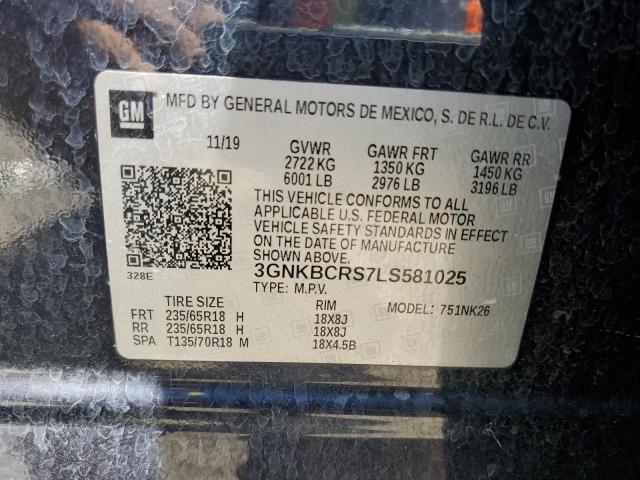 GM MFD BY GENERAL MOTORS DE MEXICO, S. DE R.L. DE C.V.
11/19 GVWR GAWR FRT GAWR RR
2722 KG 1350 KG 1450 KG
6001 LB 2976 LB 3196 LB
THIS VEHICLE CONFORMS TO ALL
APPLICABLE U.S. FEDERAL MOTOR
VEHICLE SAFETY STANDARDS IN
EFFECT ON THE DATE OF MANUFACTURE
SHOWN ABOVE.
328E 3GNKBCRS7LS581025
TYPE: M.P.V.
TIRE SIZE RIM MODEL: 751NK26
FRT 235/65R18 H 18X8J
RR 235/65R18 H 18X8J
SPA T135/70R18 M 18X4.5B